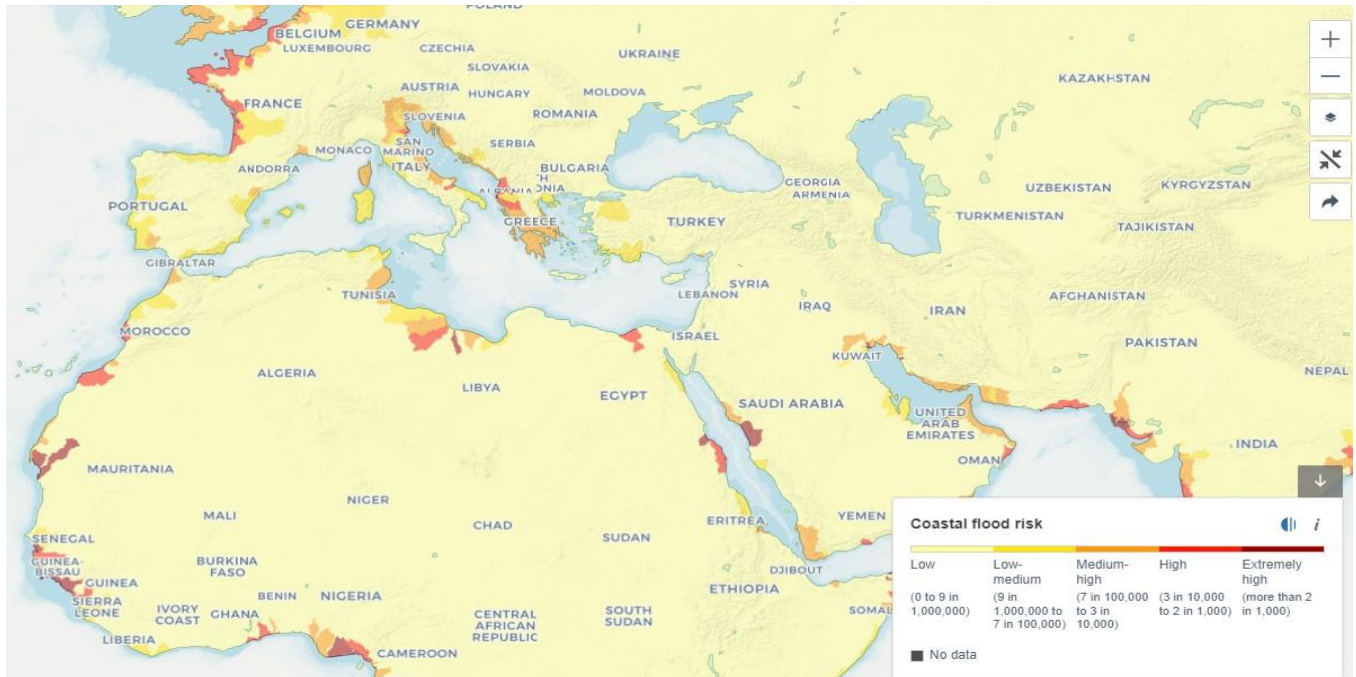 POLAND
BELGIUM
GERMANY
LUXEMBOURG
CZECHIA
UKRAINE
SLOVAKIA
KAZAKHSTAN
AUSTRIA
HUNGARY
MOLDOVA
FRANCE
SLOVENIA
ROMANIA
SAN
MARINO
SERBIA
MONACO
ITALY
ANDORRA
BULGARIA
GEORGIA
ARMENIA
UZBEKISTAN
KYRGYZSTAN
ALBANIA
PORTUGAL
GREECE
TURKEY
TURKMENISTAN
TAJIKISTAN
GIBRALTAR
TUNISIA
SYRIA
LEBANON
IRAQ
IRAN
AFGHANISTAN
MOROCCO
ISRAEL
KUWAIT
PAKISTAN
ALGERIA
LIBYA
EGYPT
NEPAL
SAUDI ARABIA
UNITED
ARAB
EMIRATES
INDIA
OMAN
MAURITANIA
NIGER
MALI
CHAD
ERITREA
YEMEN
SUDAN
SENEGAL
GUINEA-
BISSAU
GUINEA
BURKINA
FASO
DJIBOUTI
ETHIOPIA
SIERRA
LEONE
IVORY
COAST
GHANA
BENIN
NIGERIA
CENTRAL
AFRICAN
REPUBLIC
SOUTH
SUDAN
SOMAL
LIBERIA
CAMEROON
Coastal flood risk
i
Low
(0 to 9 in
1,000,000)
Low-
medium
(9 in
1,000,000 to
7 in 100,000)
Medium-
high
(7 in 100,000
to 3 in
10,000)
High
(3 in 10,000
to 2 in 1,000)
Extremely
high
(more than 2
in 1,000)
No data